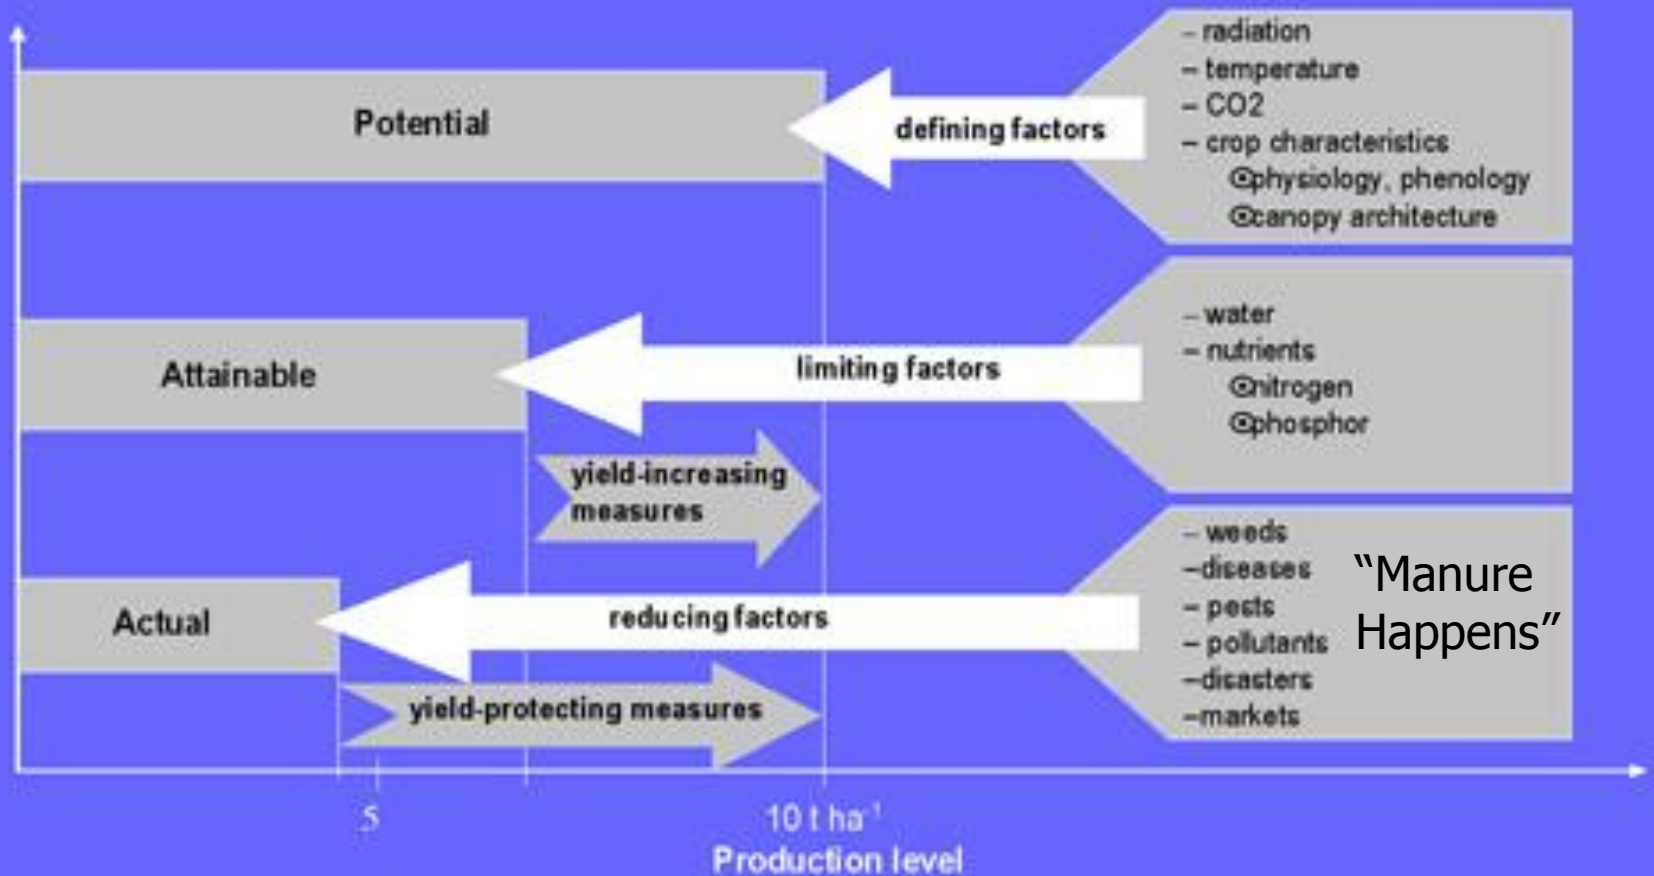 Potential
defining factors
– radiation
– temperature
– CO2
– crop characteristics
⊙physiology, phenology
⊙canopy architecture
Attainable
limiting factors
– water
– nutrients
⊙nitrogen
⊙phosphor
yield-increasing
measures
Actual
reducing factors
– weeds
–diseases
– pests
– pollutants
–disasters
–markets
“Manure
Happens”
yield-protecting measures
5
10 t ha⁻¹
Production level